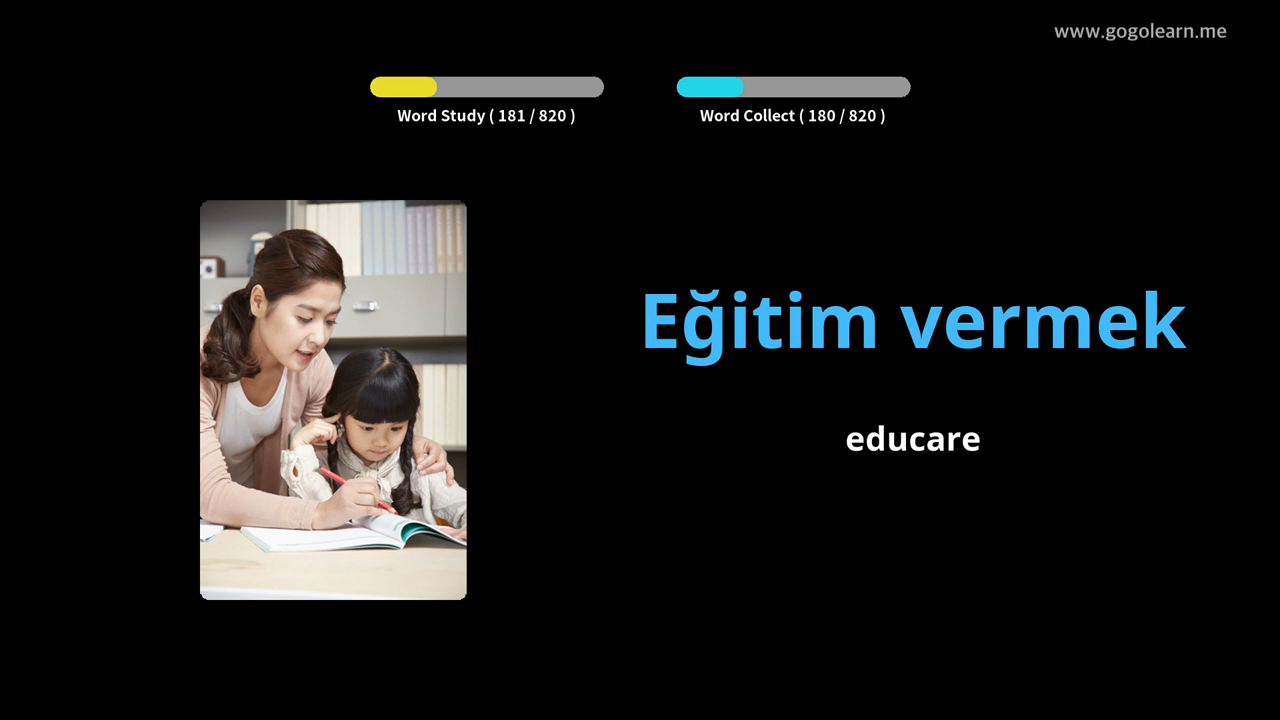 www.gogolearn.me
Word Study ( 181 / 820 )
Word Collect ( 180 / 820 )
Eğitim vermek
educare